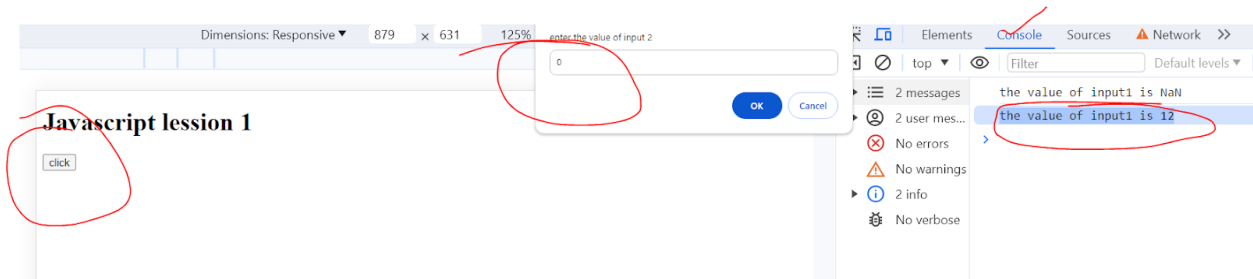 Dimensions: Responsive ▼ 879 × 631 125%
enter the value of input 2
0
OK Cancel
Javascript lession 1
click
Elements Console Sources Network >>
top ▼ Filter Default levels ▼
2 messages
2 user mes...
No errors
No warnings
2 info
No verbose
the value of input1 is NaN
the value of input1 is 12